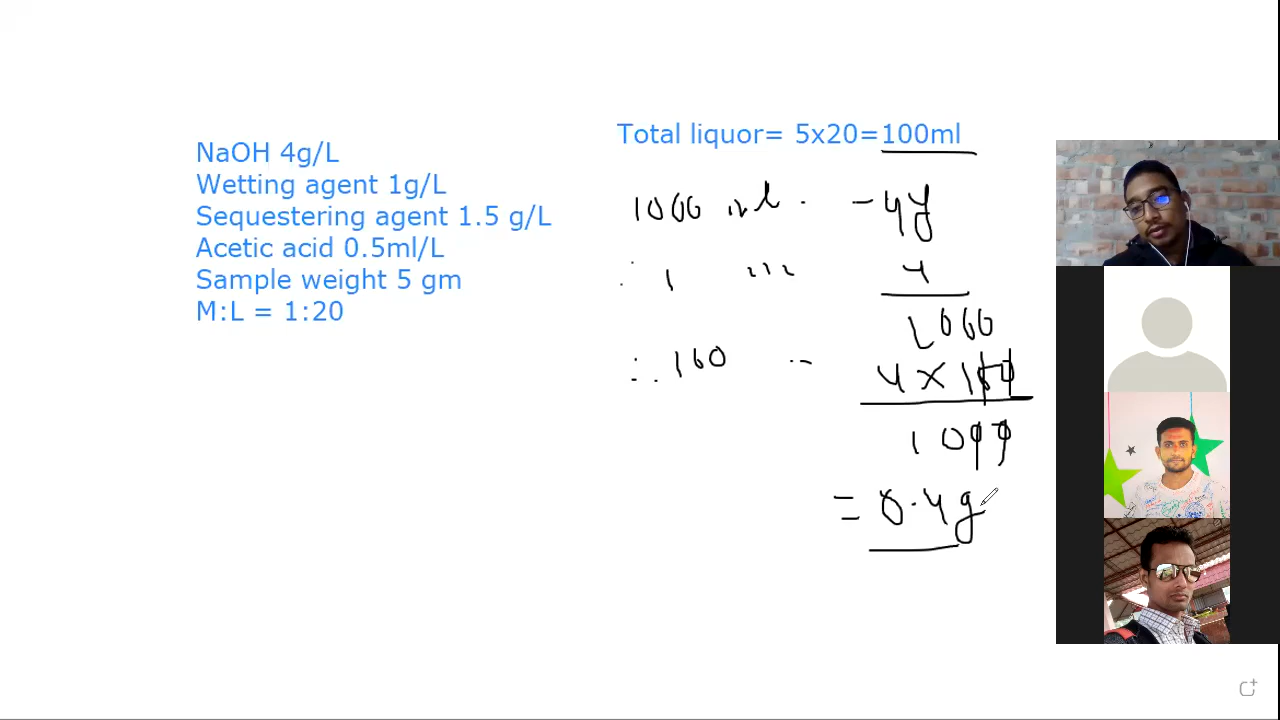 NaOH 4g/L
Wetting agent 1g/L
Sequestering agent 1.5 g/L
Acetic acid 0.5ml/L
Sample weight 5 gm
M:L = 1:20
Total liquor= 5x20=100ml
1000 ml - 4g
∴ 1 ,,, 4
1000
∴ 100 ,, 4 x 100
1000
= 0.4g